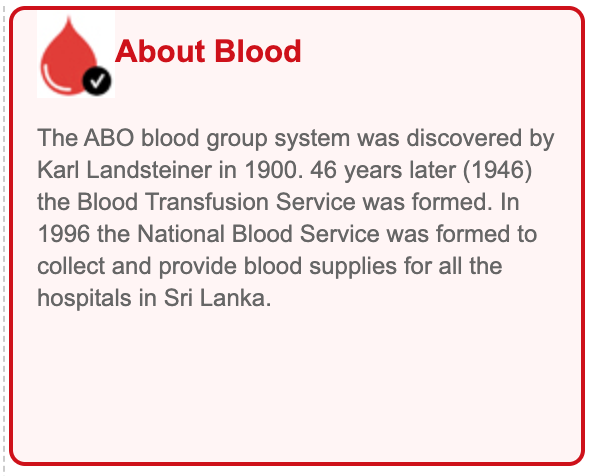 About Blood
The ABO blood group system was discovered by
Karl Landsteiner in 1900. 46 years later (1946)
the Blood Transfusion Service was formed. In
1996 the National Blood Service was formed to
collect and provide blood supplies for all the
hospitals in Sri Lanka.